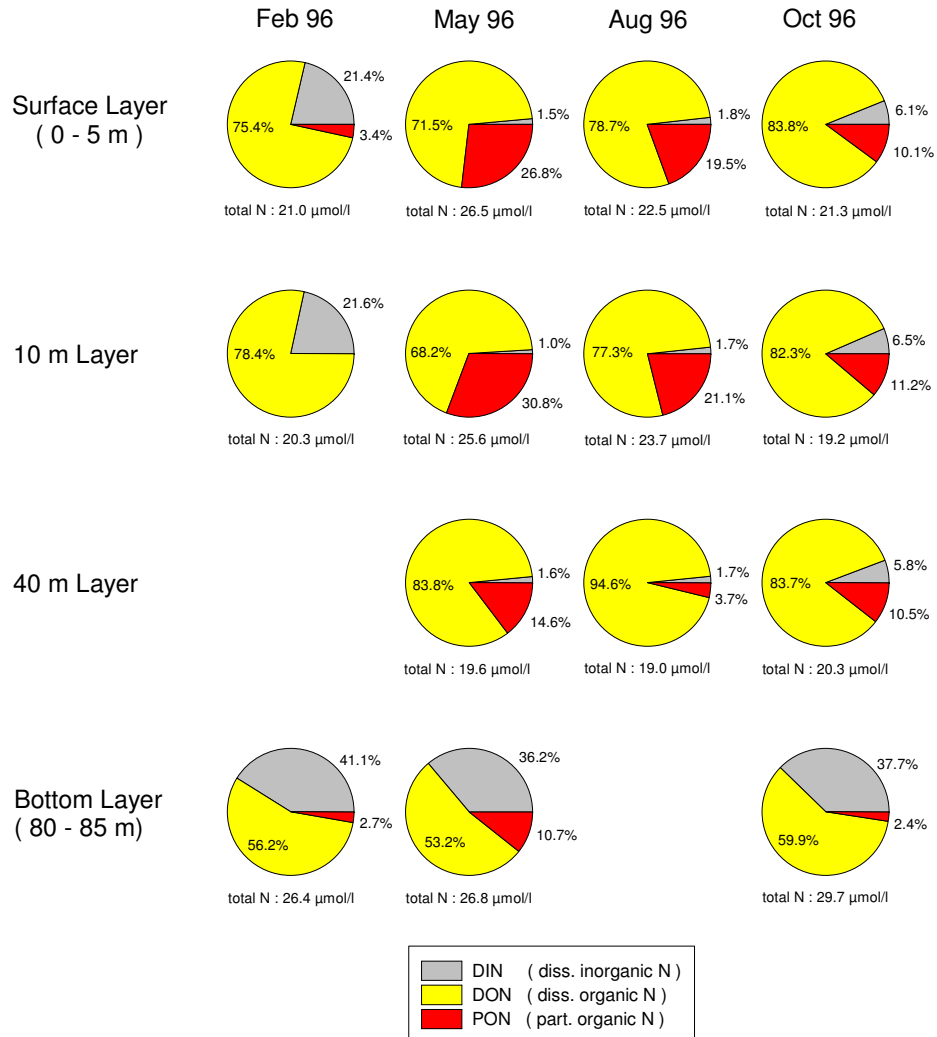 Feb 96 May 96 Aug 96 Oct 96
Surface Layer
( 0 - 5 m )
21.4%
75.4%
3.4%
total N : 21.0 µmol/l
1.5%
71.5%
26.8%
total N : 26.5 µmol/l
1.8%
78.7%
19.5%
total N : 22.5 µmol/l
6.1%
83.8%
10.1%
total N : 21.3 µmol/l
10 m Layer
21.6%
78.4%
total N : 20.3 µmol/l
1.0%
68.2%
30.8%
total N : 25.6 µmol/l
1.7%
77.3%
21.1%
total N : 23.7 µmol/l
6.5%
82.3%
11.2%
total N : 19.2 µmol/l
40 m Layer
1.6%
83.8%
14.6%
total N : 19.6 µmol/l
1.7%
94.6%
3.7%
total N : 19.0 µmol/l
5.8%
83.7%
10.5%
total N : 20.3 µmol/l
Bottom Layer
( 80 - 85 m)
41.1%
2.7%
56.2%
total N : 26.4 µmol/l
36.2%
10.7%
53.2%
total N : 26.8 µmol/l
37.7%
2.4%
59.9%
total N : 29.7 µmol/l
DIN ( diss. inorganic N )
DON ( diss. organic N )
PON ( part. organic N )